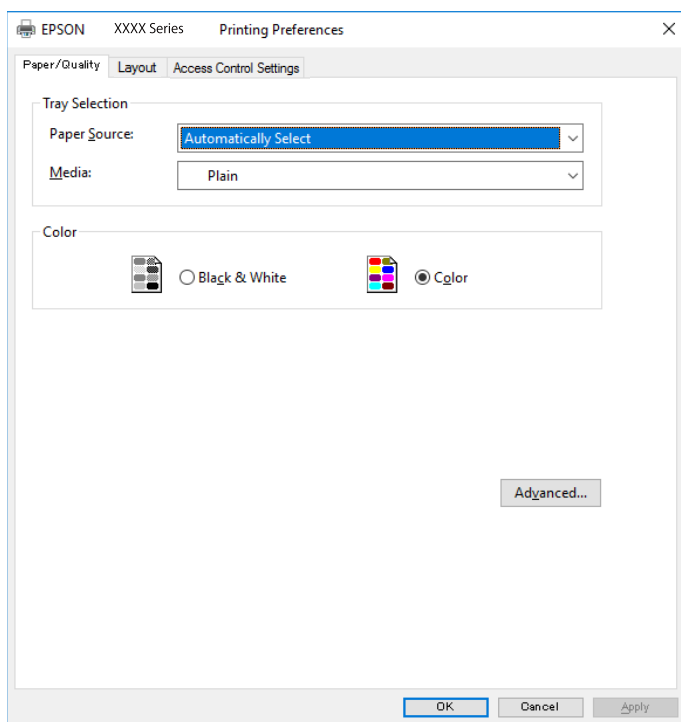 EPSON XXXX Series Printing Preferences
Paper/Quality Layout Access Control Settings
Tray Selection
Paper Source: Automatically Select
Media: Plain
Color
Black & White Color
Advanced...
OK Cancel Apply